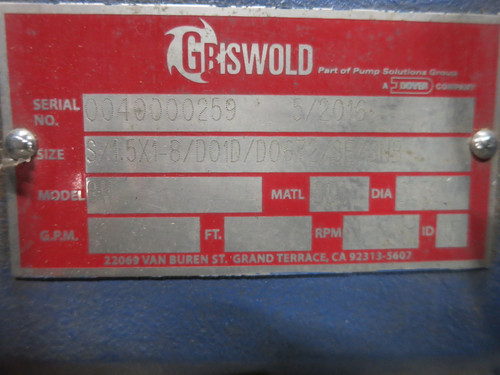 GRISWOLD
Part of Pump Solutions Group
A DOVER COMPANY
SERIAL NO. 0040000269 5/2016
SIZE
MODEL MATL DIA
G.P.M. FT. RPM ID
22069 VAN BUREN ST. GRAND TERRACE, CA 92313-5607